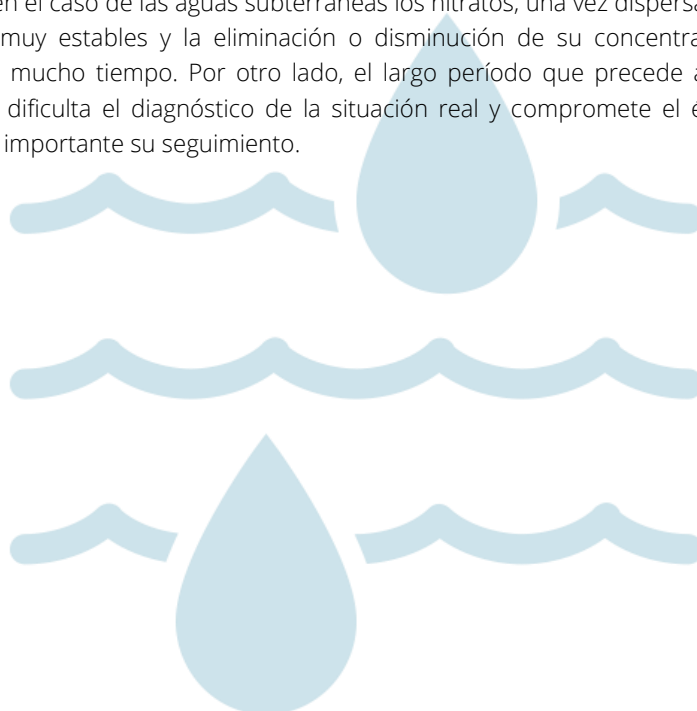 en el caso de las aguas subterráneas los nitratos, una vez dispersa
muy estables y la eliminación o disminución de su concentra
mucho tiempo. Por otro lado, el largo período que precede a
dificulta el diagnóstico de la situación real y compromete el é
importante su seguimiento.